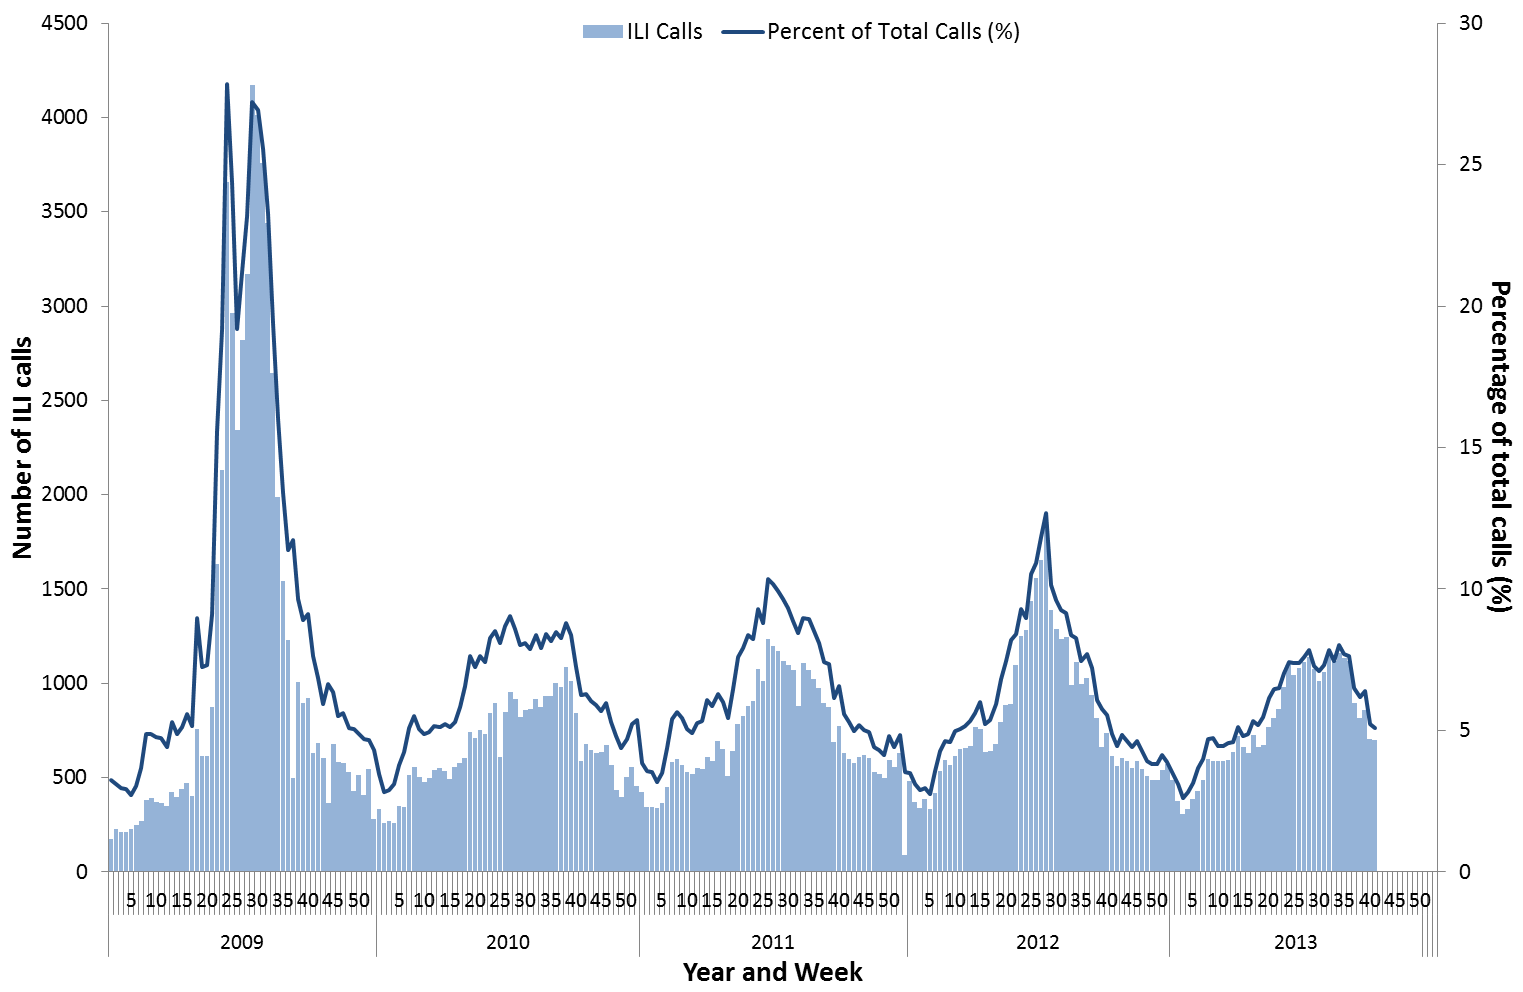 ILI Calls Percent of Total Calls (%)
4500
4000
3500
3000
2500
2000
1500
1000
500
0
Number of ILI calls
30
25
20
15
10
5
0
Percentage of total calls (%)
5 10 15 20 25 30 35 40 45 50 5 10 15 20 25 30 35 40 45 50 5 10 15 20 25 30 35 40 45 50 5 10 15 20 25 30 35 40 45 50 5 10 15 20 25 30 35 40 45 50
2009 2010 2011 2012 2013
Year and Week